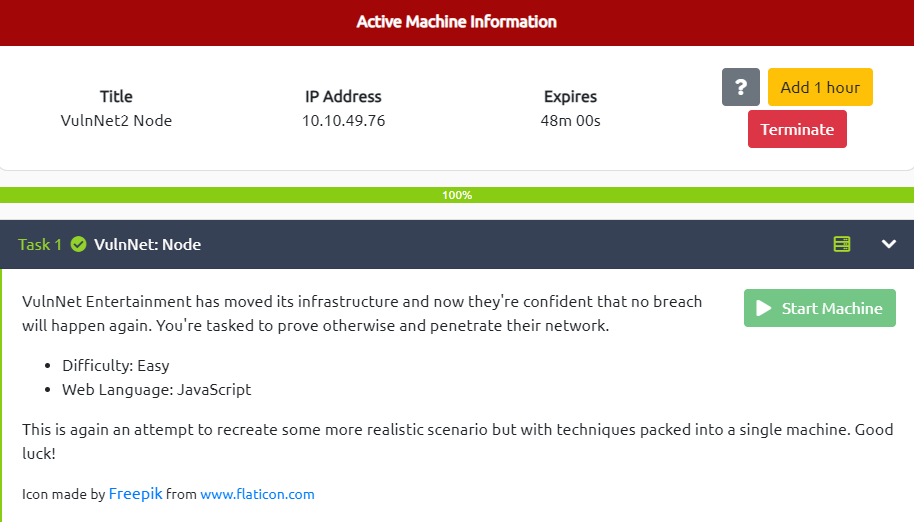 Active Machine Information
Title
IP Address
Expires
? Add 1 hour
VulnNet2 Node
10.10.49.76
48m 00s
Terminate
100%
Task 1 VulnNet: Node
VulnNet Entertainment has moved its infrastructure and now they're confident that no breach
will happen again. You're tasked to prove otherwise and penetrate their network.
Start Machine
• Difficulty: Easy
• Web Language: JavaScript
This is again an attempt to recreate some more realistic scenario but with techniques packed into a single machine. Good
luck!
Icon made by Freepik from www.flaticon.com